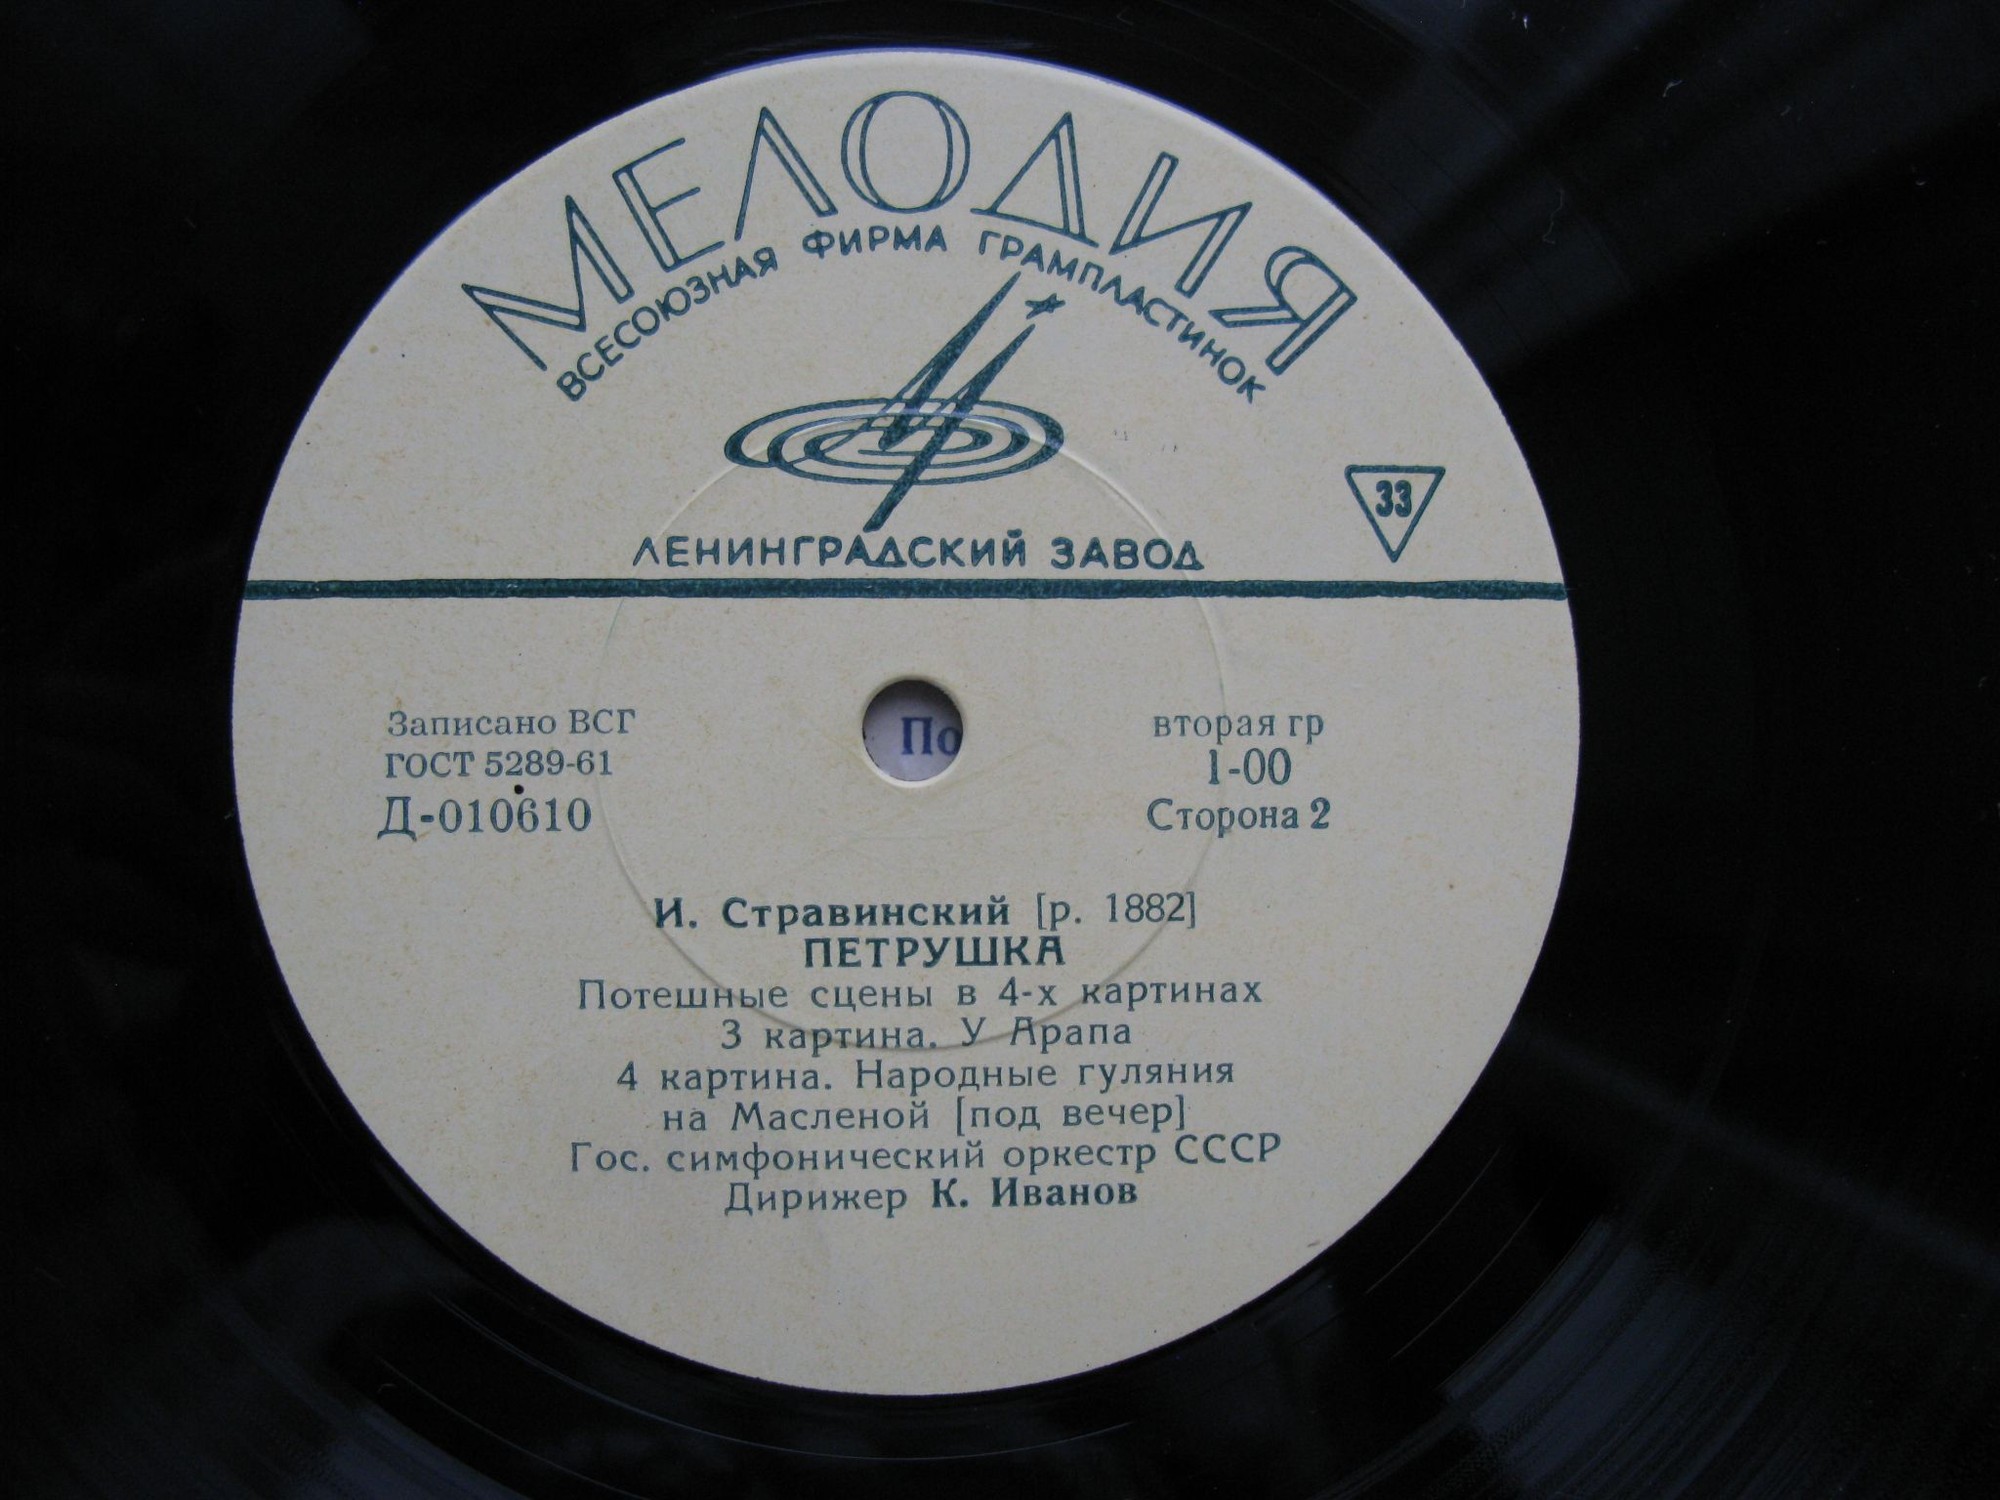 МЕЛОДИЯ
ВСЕСОЮЗНАЯ ФИРМА ГРАМПЛАСТИНОК
33
ЛЕНИНГРАДСКИЙ ЗАВОД
Записано ВСГ
ГОСТ 5289-61
Д-010610
По
вторая гр
1-00
Сторона 2
И. Стравинский [р. 1882]
ПЕТРУШКА
Потешные сцены в 4-х картинах
3 картина. У Арапа
4 картина. Народные гуляния
на Масленой [под вечер]
Гос. симфонический оркестр СССР
Дирижер К. Иванов